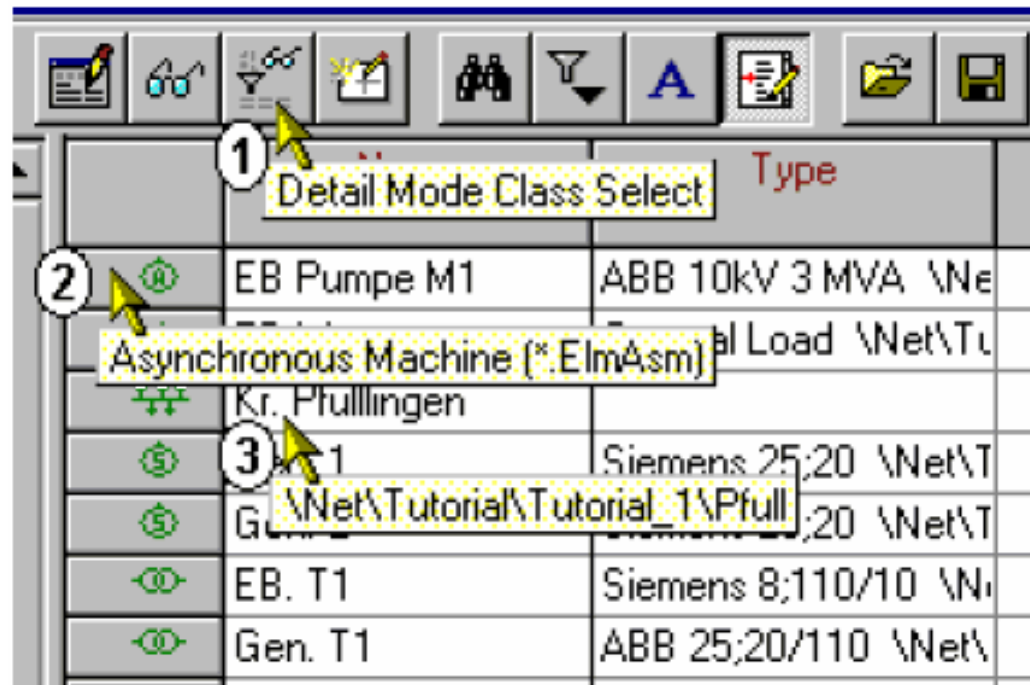 A
1
N
Type
Detail Mode Class Select
2
EB Pumpe M1
ABB 10kV 3 MVA \Ne
al Load \Net\Tu
Asynchronous Machine (*.ElmAsm)
Kr. Pfulllingen
3
1
Siemens 25;20 \Net\T
\Net\Tutorial\Tutorial_1\Pfull
;20 \Net\T
EB. T1
Siemens 8;110/10 \N
Gen. T1
ABB 25;20/110 \Net\